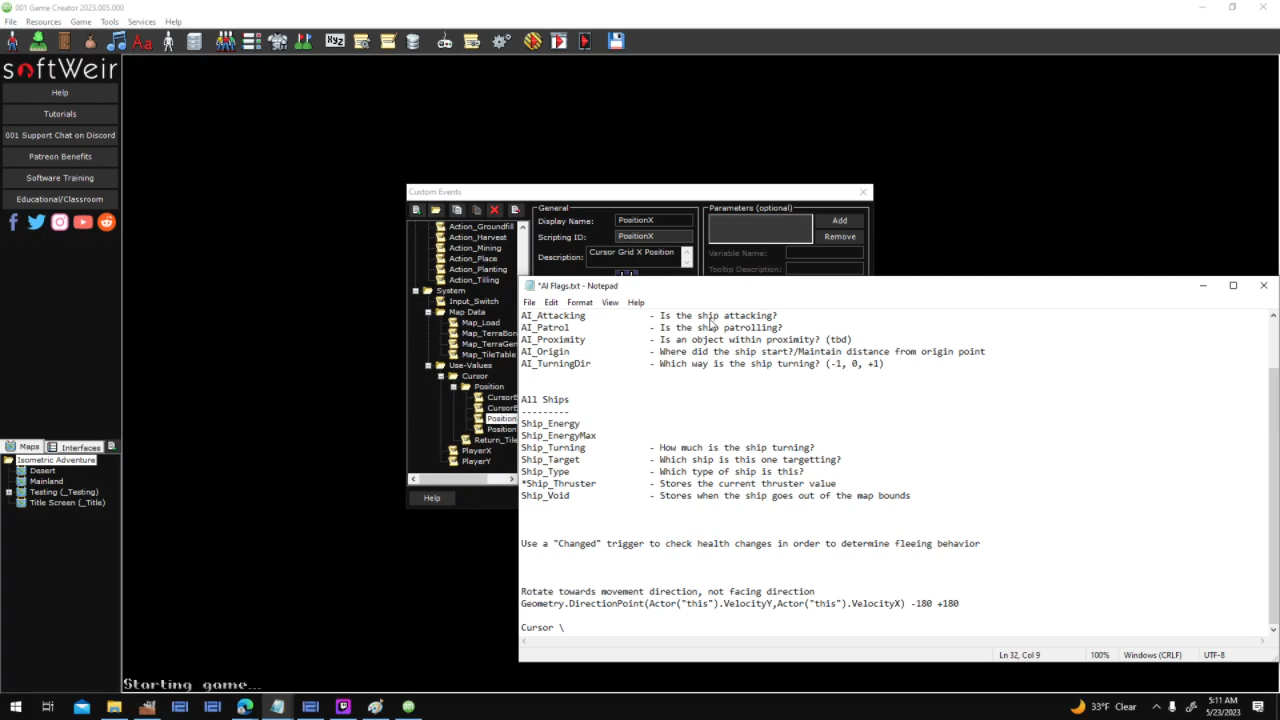 001 Game Creator 2023.005.000
File Resources Game Tools Services Help
softWeir
Help
Tutorials
001 Support Chat on Discord
Patreon Benefits
Software Training
Educational/Classroom
Maps Interfaces
Isometric Adventure
Desert
Mainland
Testing (_Testing)
Title Screen (_Title)
Custom Events
Action_Groundfill
Action_Harvest
Action_Mining
Action_Place
Action_Planting
Action_Tilling
System
Input_Switch
Map Data
Map_Load
Map_TerraBon
Map_TerraGen
Map_TileTable
Use-Values
Cursor
Position
CursorE
CursorE
Position
Position
Return_Tile
PlayerX
PlayerY
Help
General
Display Name: PositionX
Scripting ID: PositionX
Description: Cursor Grid X Position
Parameters (optional)
Add
Remove
Variable Name:
Tooltip Description:
*AI Flags.txt - Notepad
File Edit Format View Help
AI_Attacking - Is the ship attacking?
AI_Patrol - Is the ship patrolling?
AI_Proximity - Is an object within proximity? (tbd)
AI_Origin - Where did the ship start?/Maintain distance from origin point
AI_TurningDir - Which way is the ship turning? (-1, 0, +1)
All Ships
---------
Ship_Energy
Ship_EnergyMax
Ship_Turning - How much is the ship turning?
Ship_Target - Which ship is this one targetting?
Ship_Type - Which type of ship is this?
*Ship_Thruster - Stores the current thruster value
Ship_Void - Stores when the ship goes out of the map bounds
Use a "Changed" trigger to check health changes in order to determine fleeing behavior
Rotate towards movement direction, not facing direction
Geometry.DirectionPoint(Actor("this").VelocityY,Actor("this").VelocityX) -180 +180
Cursor \
Ln 32, Col 9 100% Windows (CRLF) UTF-8
Starting game...
33°F Clear
5:11 AM
5/23/2023